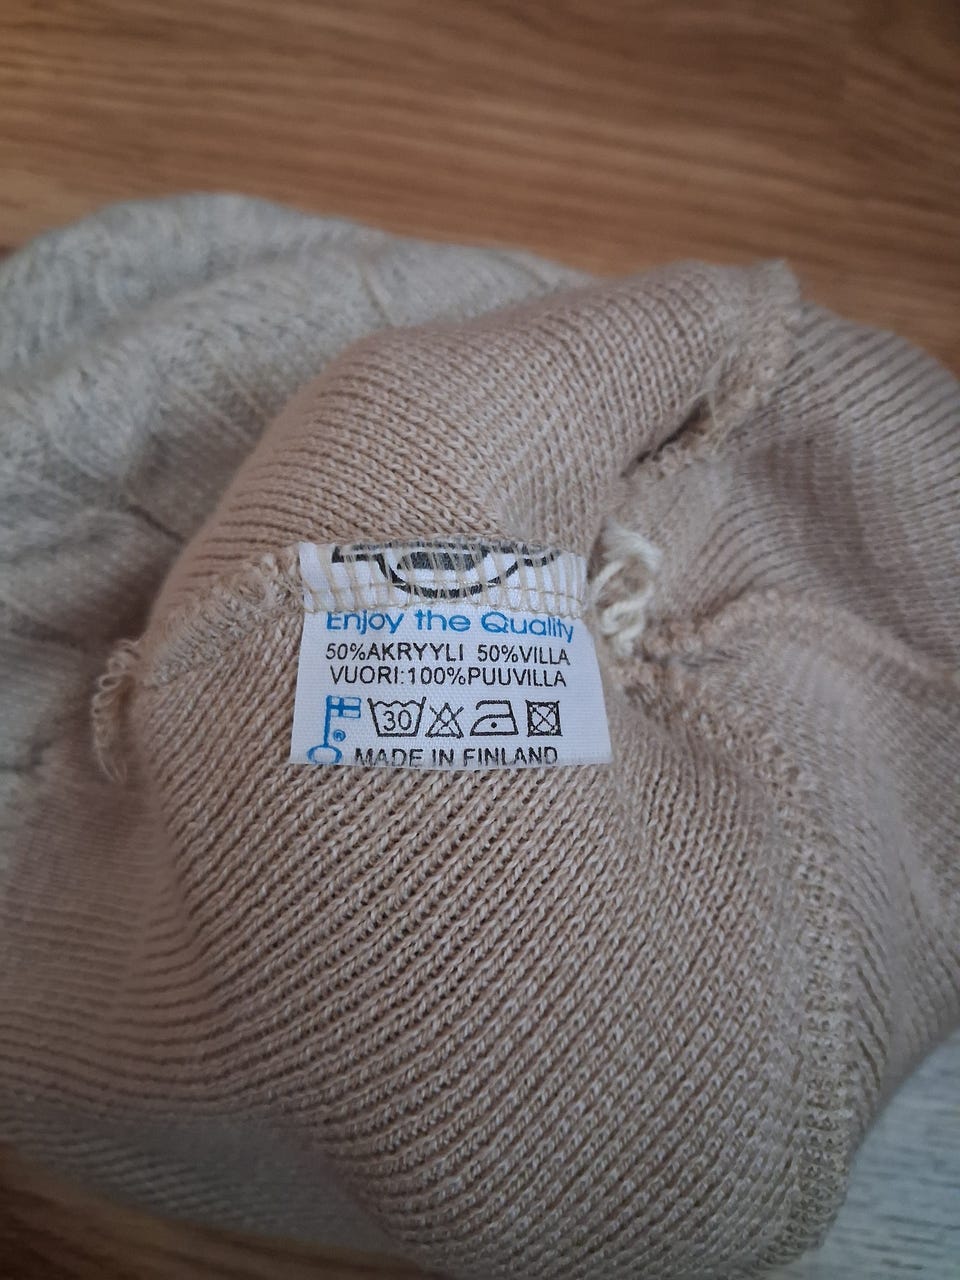 Enjoy the Quality
50%AKRYYLI 50%VILLA
VUORI:100%PUUVILLA
30
®
MADE IN FINLAND